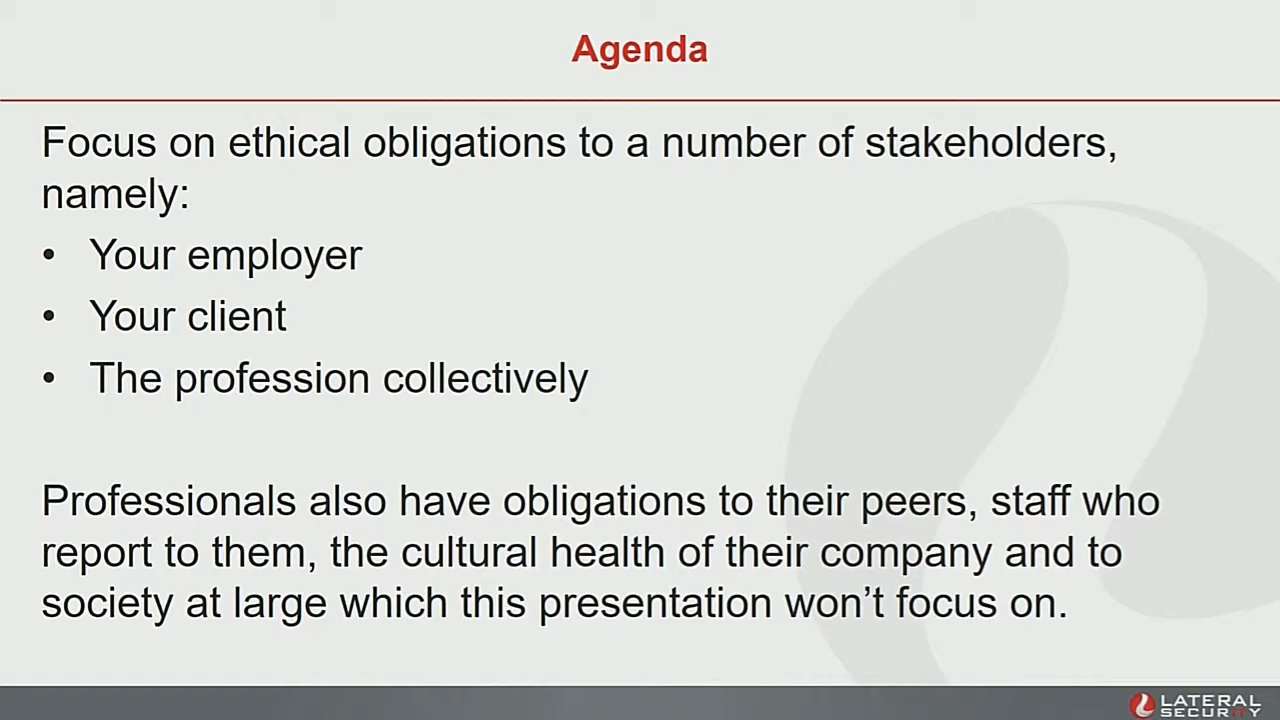 Agenda
Focus on ethical obligations to a number of stakeholders,
namely:
• Your employer
• Your client
• The profession collectively
Professionals also have obligations to their peers, staff who
report to them, the cultural health of their company and to
society at large which this presentation won’t focus on.
LATERAL
SECURITY